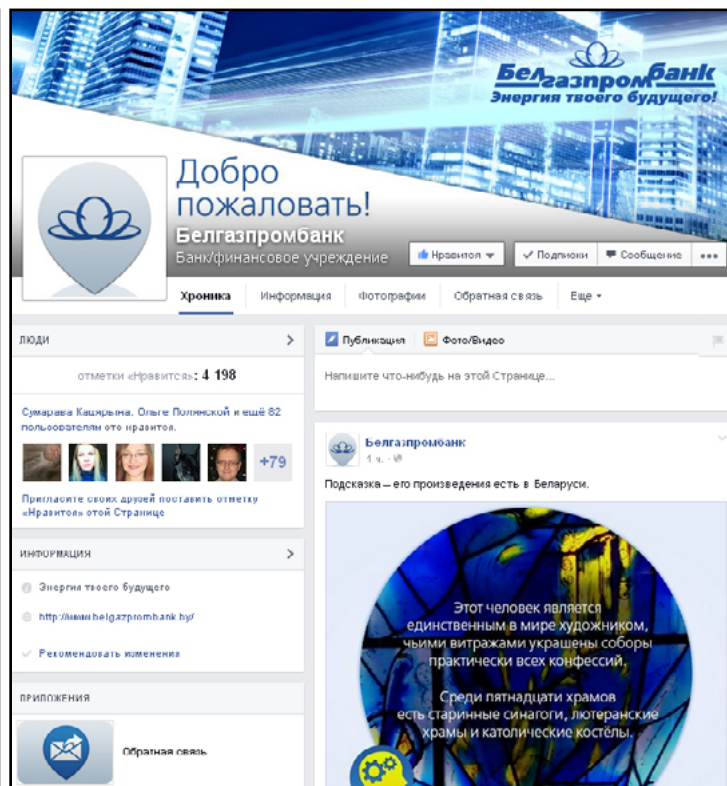 Белгазпромбанк
Энергия твоего будущего!
Добро
пожаловать!
Белгазпромбанк
Банк/финансовое учреждение
Нравится
Подписки
Сообщение
Хроника
Информация
Фотографии
Обратная связь
Еще
ЛЮДИ
отметки «Нравится»: 4 198
Сумарава Кацярына, Ольге Полянской и ещё 82
пользователям это нравится.
+79
Пригласите своих друзей поставить отметку
«Нравится» этой Странице
ИНФОРМАЦИЯ
Энергия твоего будущего
http://www.belgazprombank.by/
Рекомендовать изменения
ПРИЛОЖЕНИЯ
Обратная связь
Публикация
Фото/Видео
Напишите что-нибудь на этой Странице...
Белгазпромбанк
1 ч.
Подсказка – его произведения есть в Беларуси.
Этот человек является
единственным в мире художником,
чьими витражами украшены соборы
практически всех конфессий.
Среди пятнадцати храмов
есть старинные синагоги, лютеранские
храмы и католические костёлы.